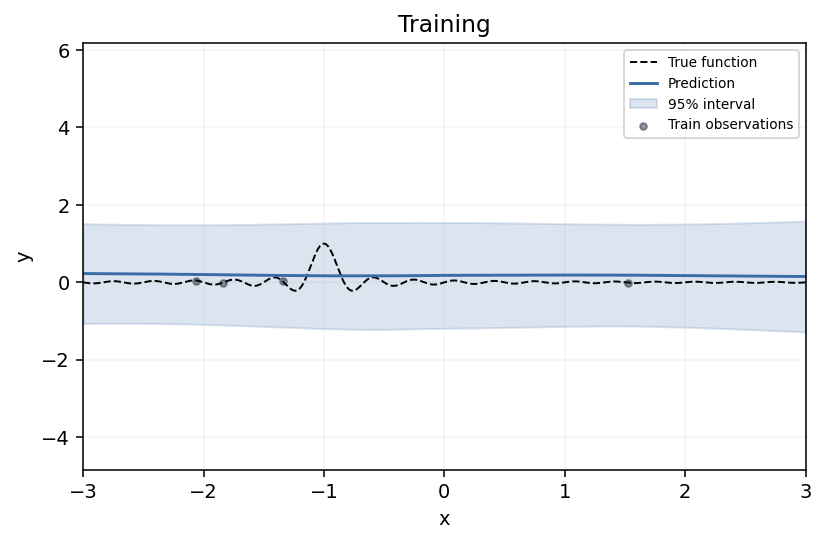 Training
6
4
2
0
−2
−4
y
−3
−2
−1
0
1
2
3
x
True function
Prediction
95% interval
Train observations